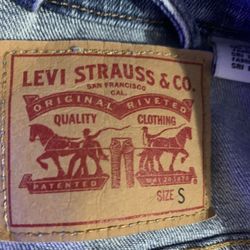 LEVI STRAUSS & CO.
SAN FRANCISCO
CAL.
ORIGINAL RIVETED
QUALITY CLOTHING
PATENTED
MAY 20 1873
SIZE S